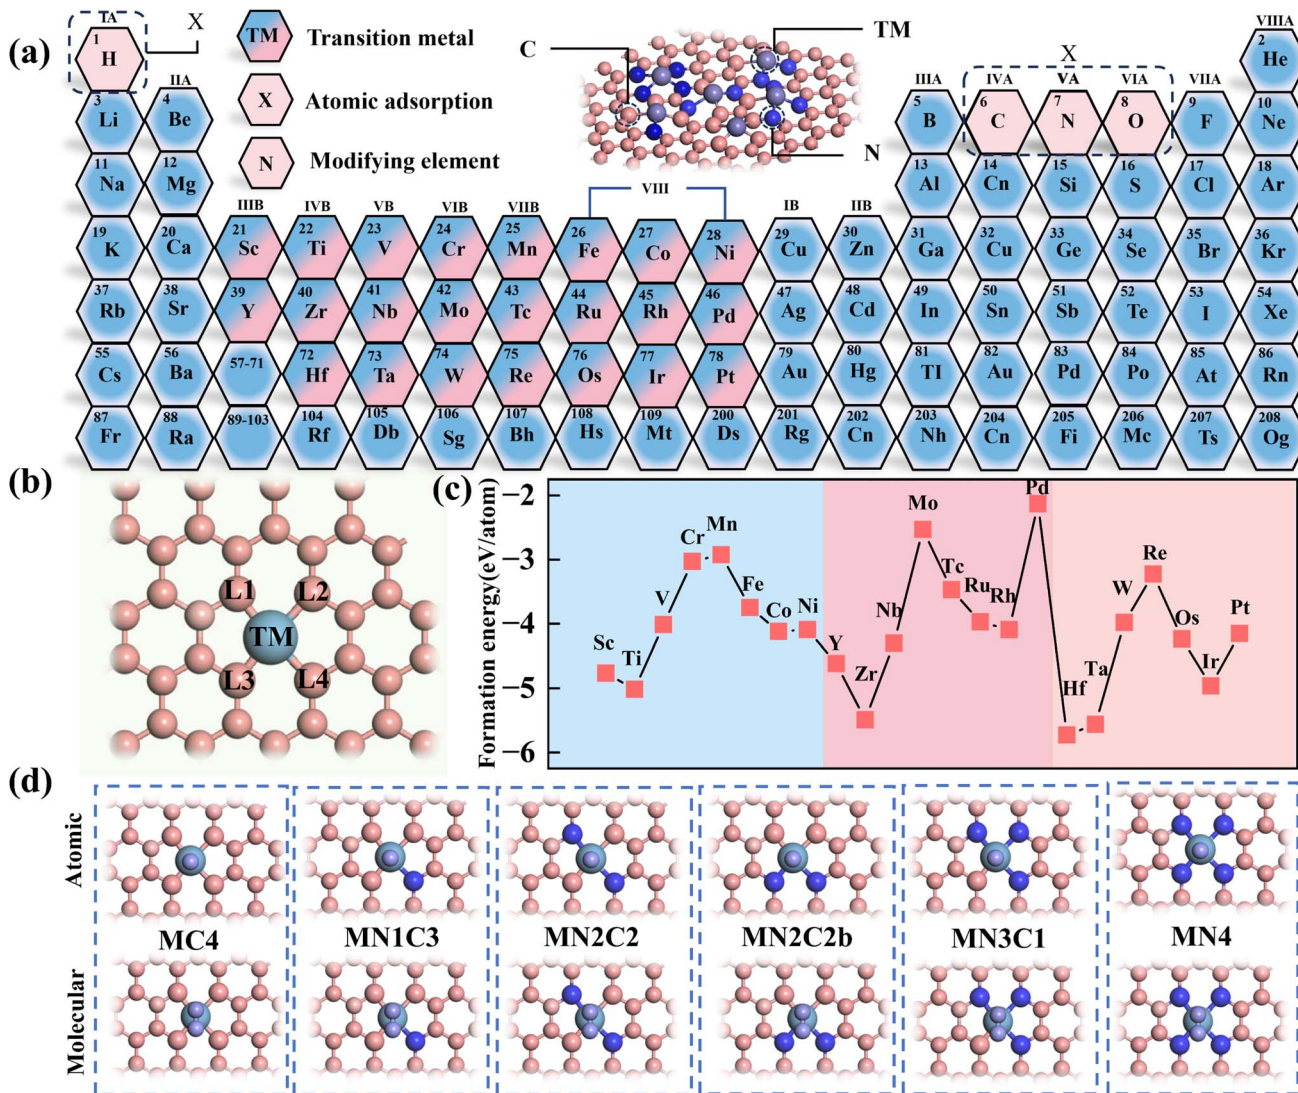 (a)
IA
1
H
X
TM Transition metal
X Atomic adsorption
N Modifying element
C
TM
N
X
VIIIA
2
He
IIA
IIIA IVA VA VIA VIIA
3 4 5 6 7 8 9 10
Li Be B C N O F Ne
11 12 13 14 15 16 17 18
Na Mg Al Cn Si S Cl Ar
VIII
IIIB IVB VB VIB VIIB IB IIB
19 20 21 22 23 24 25 26 27 28 29 30 31 32 33 34 35 36
K Ca Sc Ti V Cr Mn Fe Co Ni Cu Zn Ga Cu Ge Se Br Kr
37 38 39 40 41 42 43 44 45 46 47 48 49 50 51 52 53 54
Rb Sr Y Zr Nb Mo Tc Ru Rh Pd Ag Cd In Sn Sb Te I Xe
55 56 57-71 72 73 74 75 76 77 78 79 80 81 82 83 84 85 86
Cs Ba Hf Ta W Re Os Ir Pt Au Hg TI Au Pd Po At Rn
87 88 89-103 104 105 106 107 108 109 200 201 202 203 204 205 206 207 208
Fr Ra Rf Db Sg Bh Hs Mt Ds Rg Cn Nh Cn Fi Mc Ts Og
(b)
L1 L2
TM
L3 L4
(c)
Formation energy(eV/atom)
−2
−3
−4
−5
−6
Sc Ti V Cr Mn Fe Co Ni Y Zr Nb Mo Tc Ru Rh Pd Hf Ta W Re Os Ir Pt
(d)
Atomic
MC4 MN1C3 MN2C2 MN2C2b MN3C1 MN4
Molecular